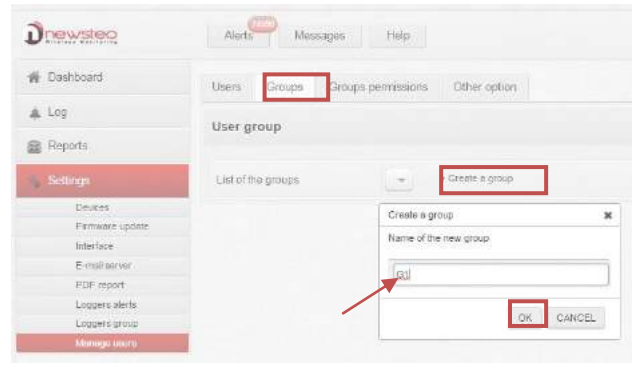 newsteo
Wireless Monitoring
Alerts
Messages
Help
Dashboard
Log
Reports
Settings
Devices
Firmware update
Interface
E-mail server
PDF report
Loggers alerts
Loggers group
Manage users
Users
Groups
Groups permissions
Other option
User group
List of the groups
Create a group
Create a group
Name of the new group
G1
OK
CANCEL